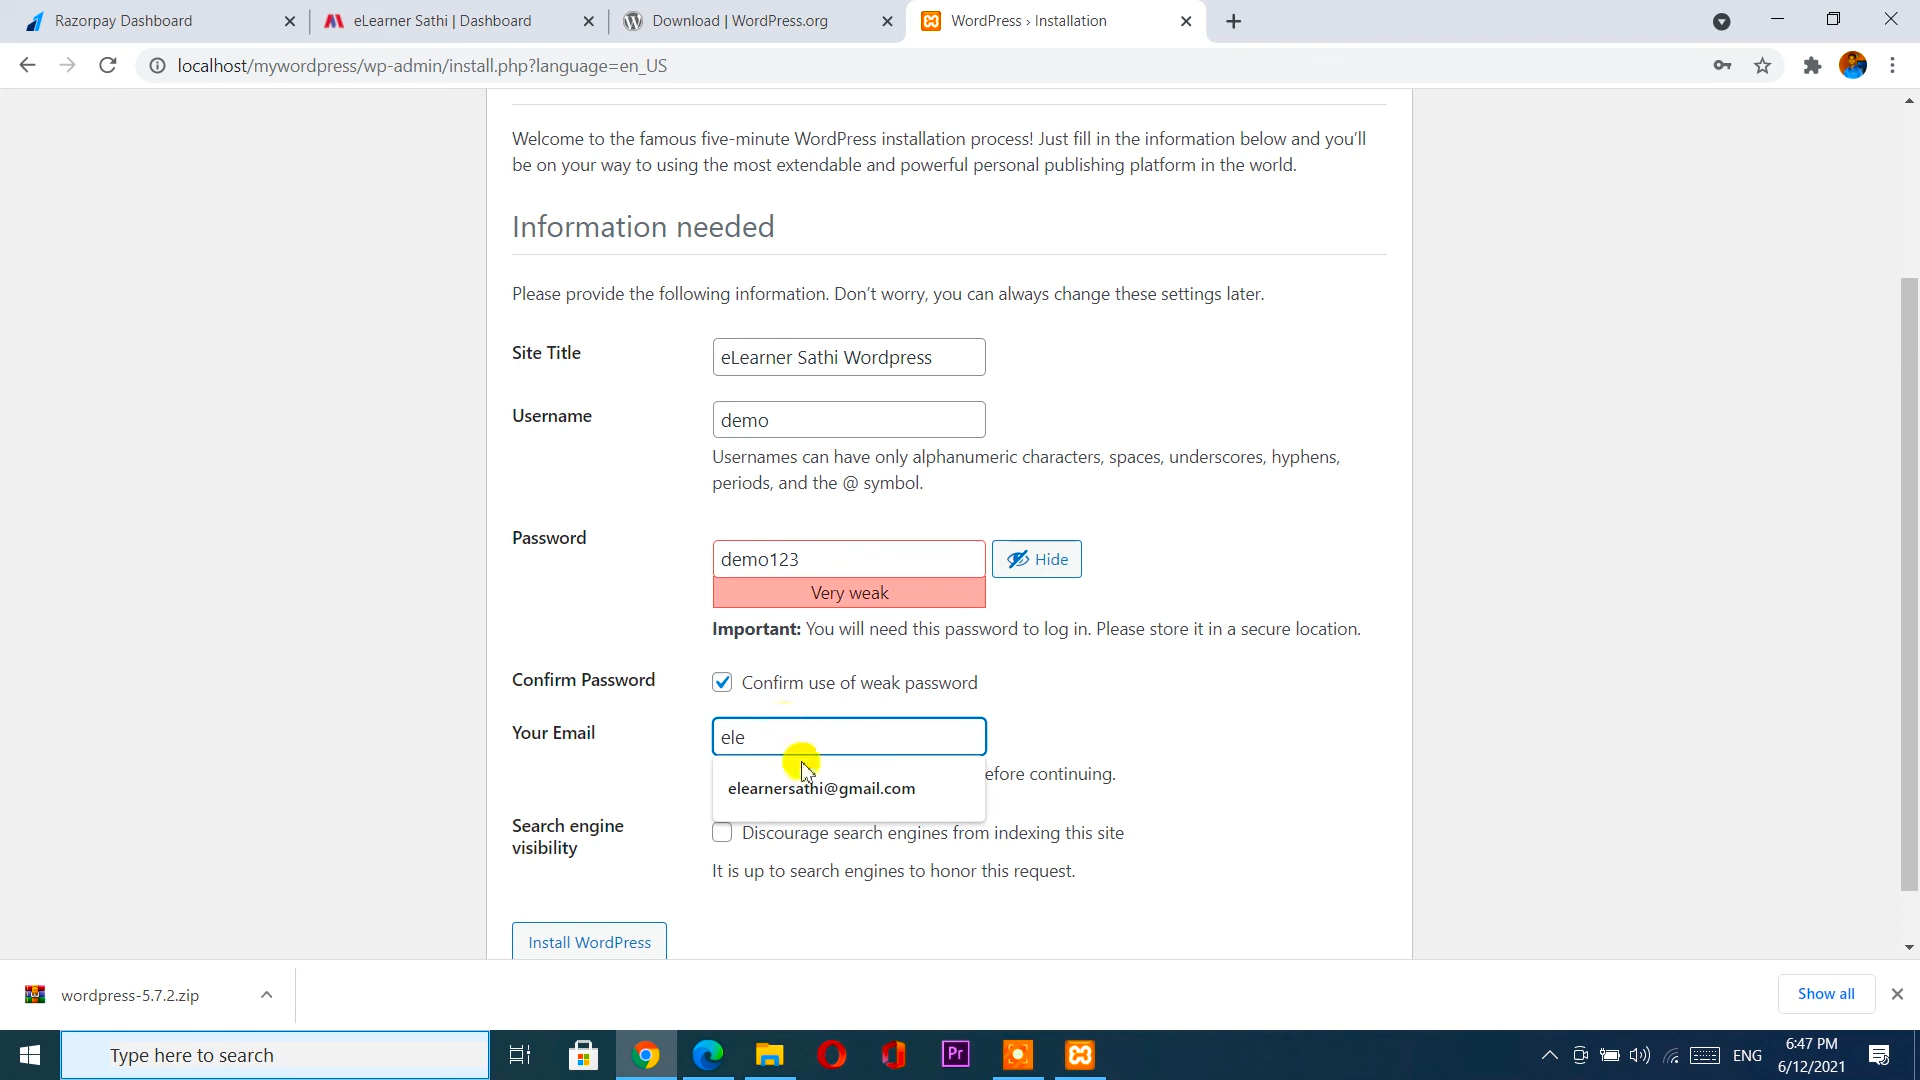 Razorpay Dashboard
eLearner Sathi | Dashboard
Download | WordPress.org
WordPress › Installation
localhost/mywordpress/wp-admin/install.php?language=en_US
Welcome to the famous five-minute WordPress installation process! Just fill in the information below and you'll
be on your way to using the most extendable and powerful personal publishing platform in the world.
Information needed
Please provide the following information. Don't worry, you can always change these settings later.
Site Title
eLearner Sathi Wordpress
Username
demo
Usernames can have only alphanumeric characters, spaces, underscores, hyphens,
periods, and the @ symbol.
Password
demo123
Hide
Very weak
Important: You will need this password to log in. Please store it in a secure location.
Confirm Password
Confirm use of weak password
Your Email
ele
efore continuing.
elearnersathi@gmail.com
Search engine
visibility
Discourage search engines from indexing this site
It is up to search engines to honor this request.
Install WordPress
wordpress-5.7.2.zip
Show all
Type here to search
Pr
ENG
6:47 PM
6/12/2021